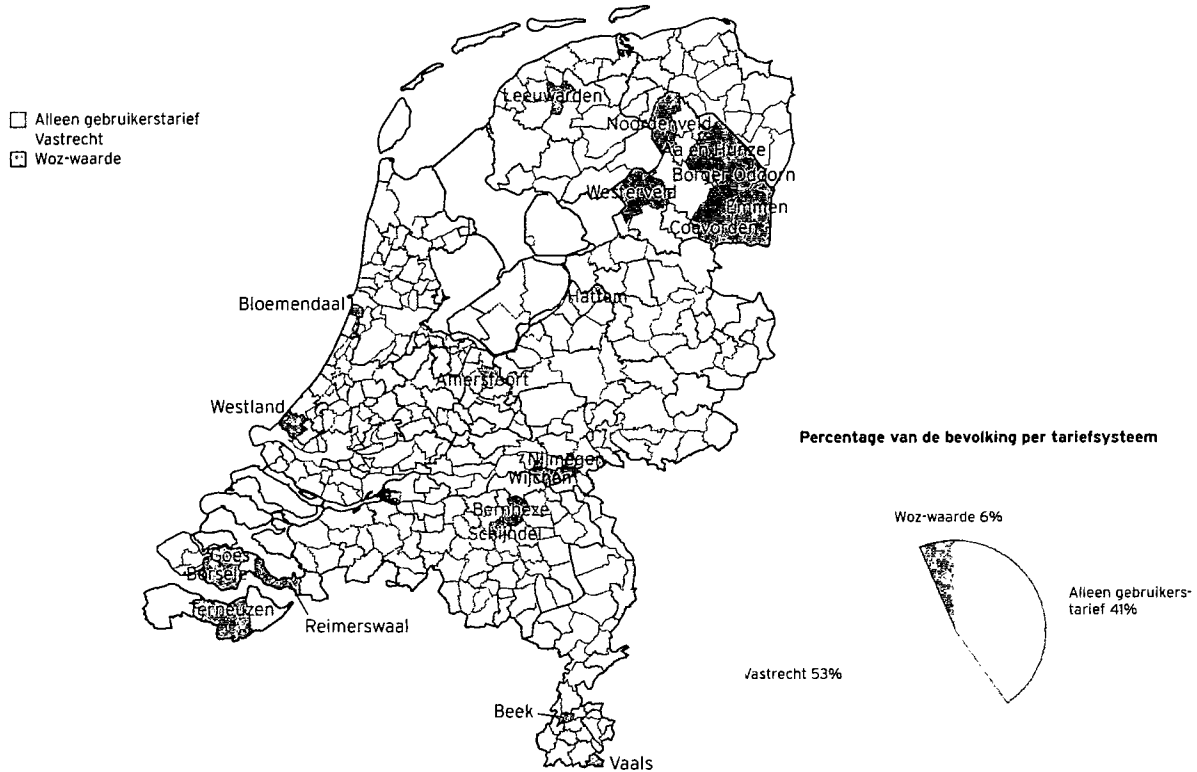 Alleen gebruikerstarief
Vastrecht
Woz-waarde
Leeuwarden
Noordenveld
Aa en Hunze
Borger Odoorn
Westerveld
Emmen
Coevorden
Hattem
Bloemendaal
Amersfoort
Westland
Nijmegen
Wijchen
Bernheze
Schijndel
Goes
Borsele
Terneuzen
Reimerswaal
Beek
Vaals
Percentage van de bevolking per tariefsysteem
Woz-waarde 6%
Alleen gebruikers-
tarief 41%
Vastrecht 53%